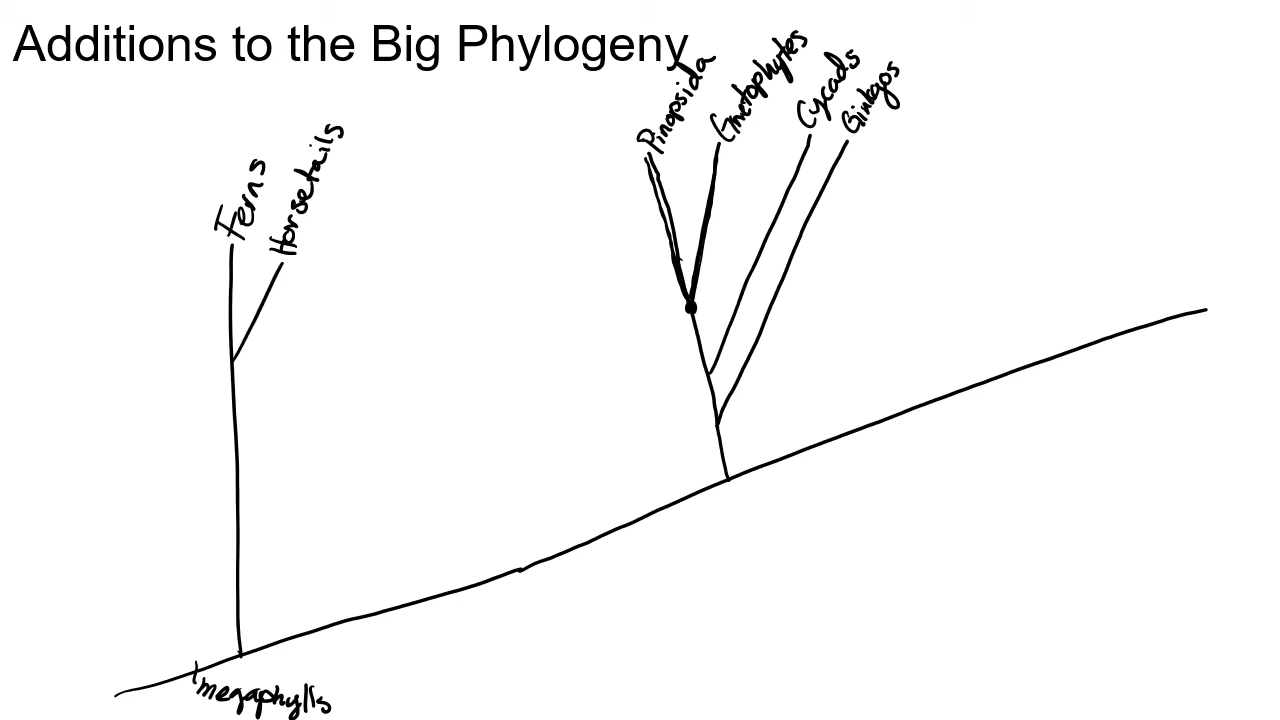 Additions to the Big Phylogeny
Pinopsida
Gnetophytes
Cycads
Ginkgos
Ferns
Horsetails
megaphylls